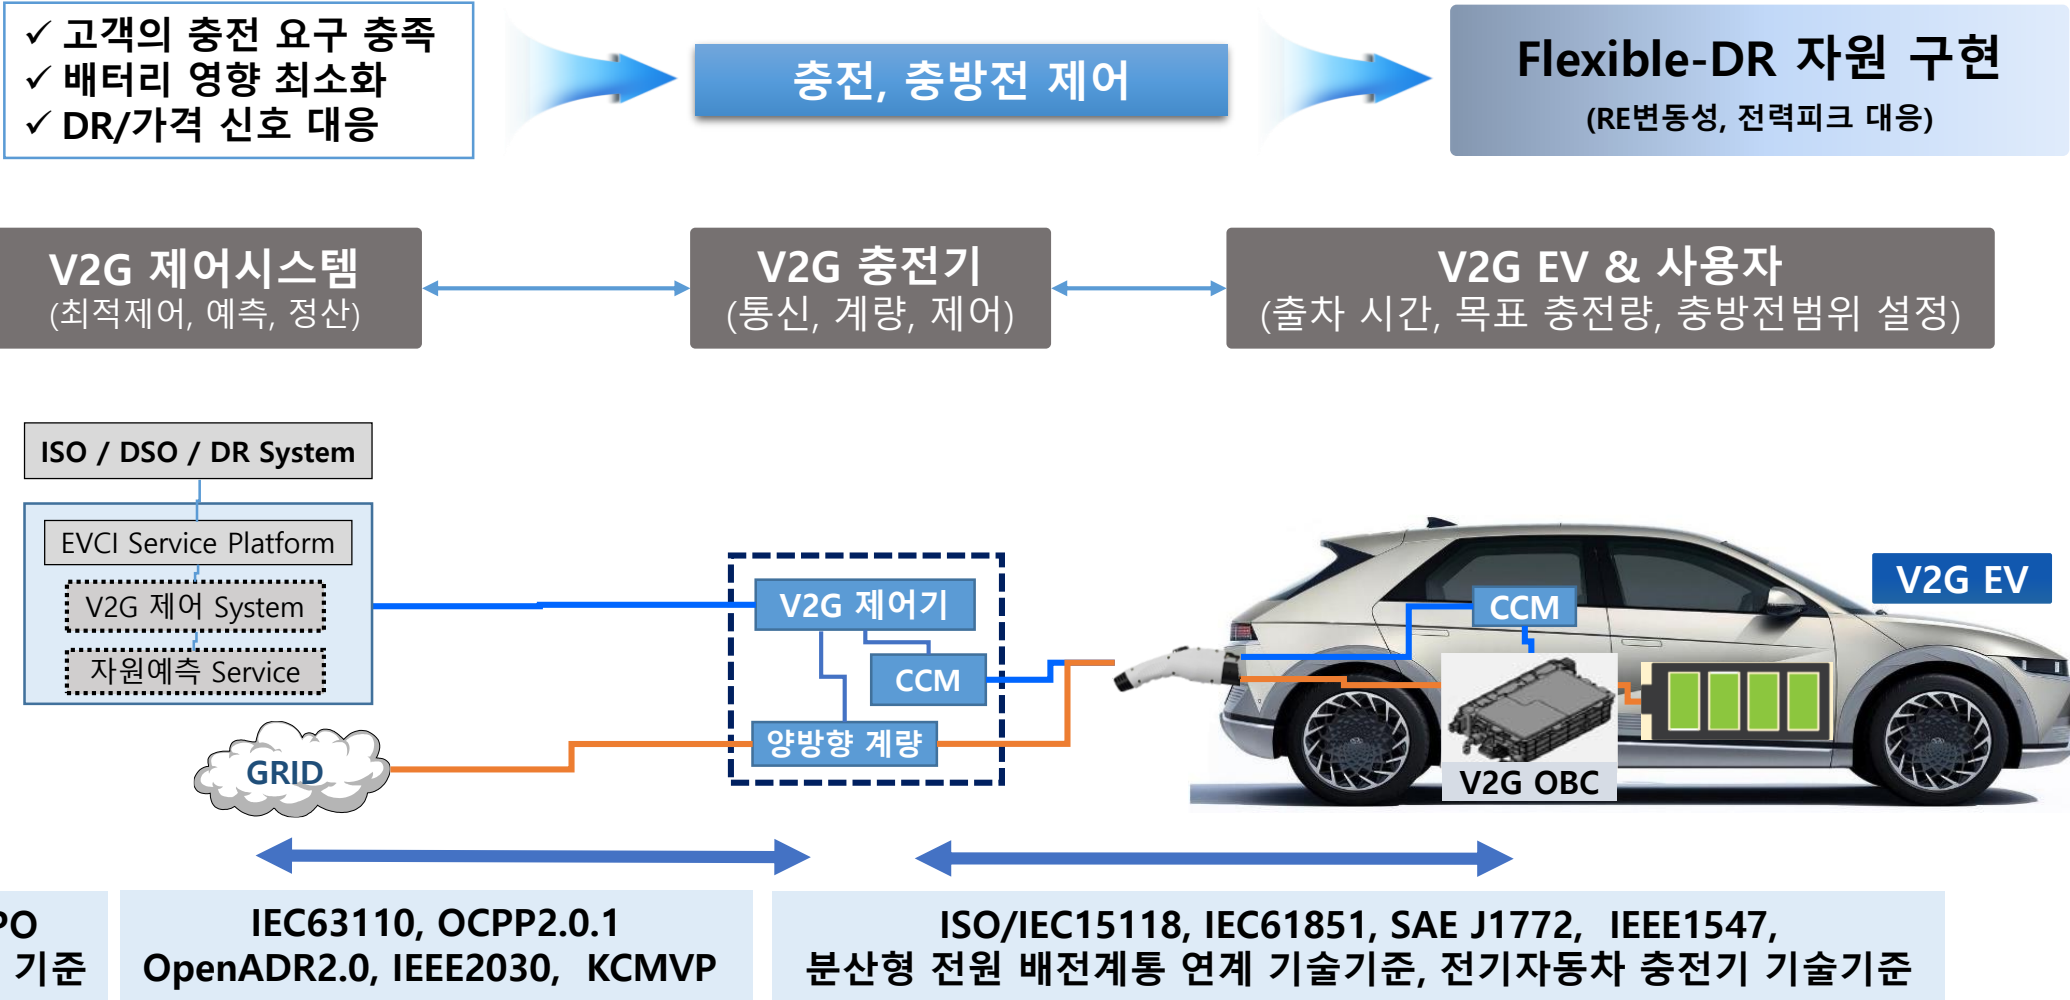 ✓ 고객의 충전 요구 충족
✓ 배터리 영향 최소화
✓ DR/가격 신호 대응
충전, 충방전 제어
Flexible-DR 자원 구현
(RE변동성, 전력피크 대응)
V2G 제어시스템
(최적제어, 예측, 정산)
V2G 충전기
(통신, 계량, 제어)
V2G EV & 사용자
(출차 시간, 목표 충전량, 충방전범위 설정)
ISO / DSO / DR System
EVCI Service Platform
V2G 제어 System
자원예측 Service
GRID
V2G 제어기
CCM
양방향 계량
CCM
V2G EV
V2G OBC
PO
기준
IEC63110, OCPP2.0.1
OpenADR2.0, IEEE2030, KCMVP
ISO/IEC15118, IEC61851, SAE J1772, IEEE1547,
분산형 전원 배전계통 연계 기술기준, 전기자동차 충전기 기술기준